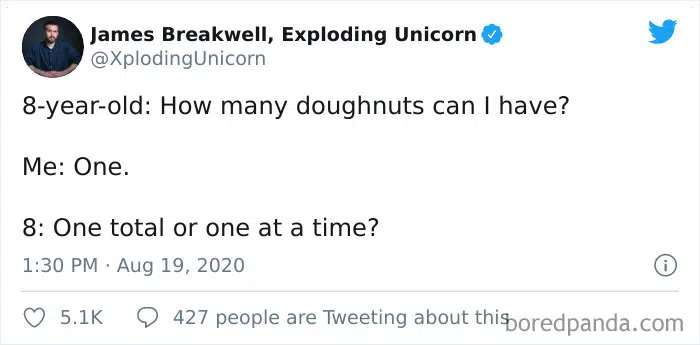 James Breakwell, Exploding Unicorn
@XplodingUnicorn
8-year-old: How many doughnuts can I have?
Me: One.
8: One total or one at a time?
1:30 PM · Aug 19, 2020
5.1K 427 people are Tweeting about this
boredpanda.com